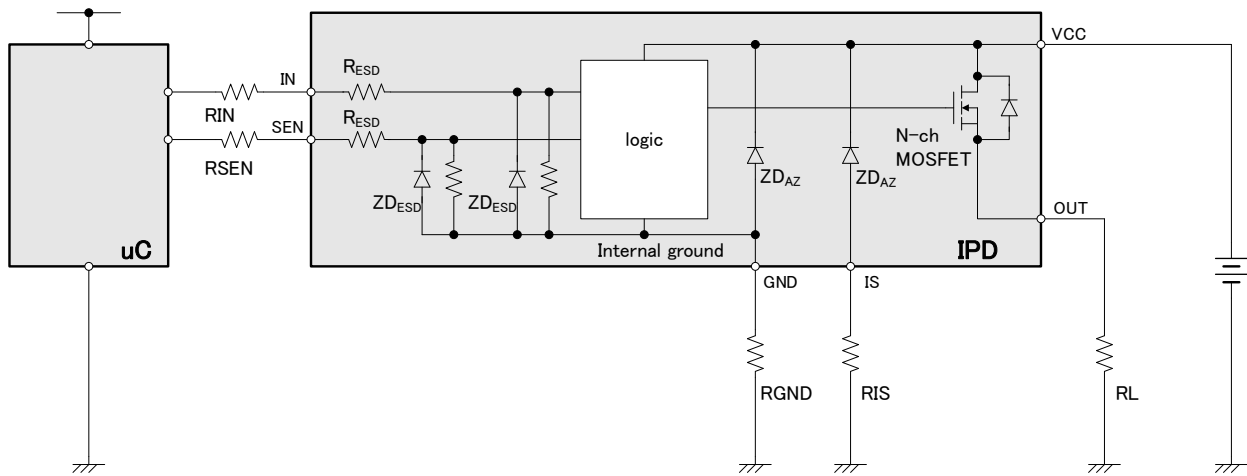 VCC
IN
RESD
RIN
SEN
RESD
RSEN
logic
N-ch
MOSFET
ZDAZ
ZDAZ
ZDESD
ZDESD
OUT
uC
Internal ground
IPD
GND
IS
RGND
RIS
RL